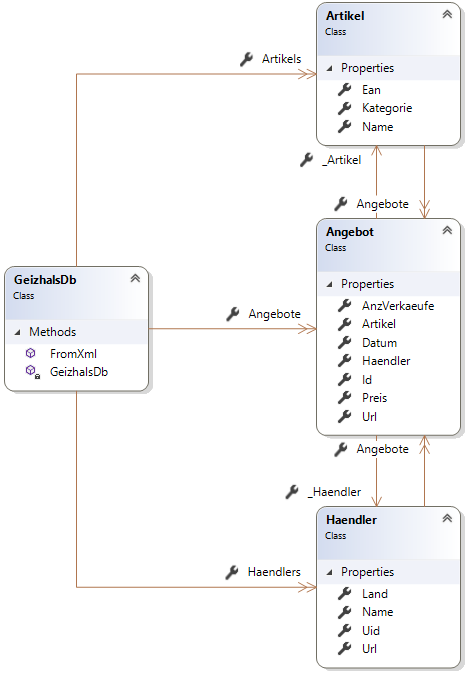 Artikel
Class
Properties
Ean
Kategorie
Name
Artikels
_Artikel
Angebote
Angebot
Class
Properties
AnzVerkaeufe
Artikel
Datum
Haendler
Id
Preis
Url
GeizhalsDb
Class
Methods
FromXml
GeizhalsDb
Angebote
Angebote
_Haendler
Haendler
Class
Properties
Land
Name
Uid
Url
Haendlers